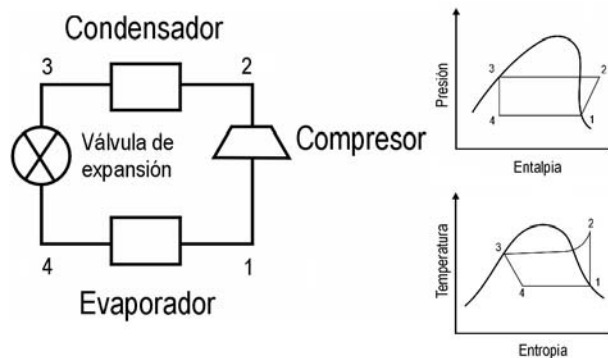 Condensador
3
2
Válvula de
expansión
Compresor
4
1
Evaporador
Presión
3
2
4
1
Entalpia
Temperatura
2
3
4
1
Entropia